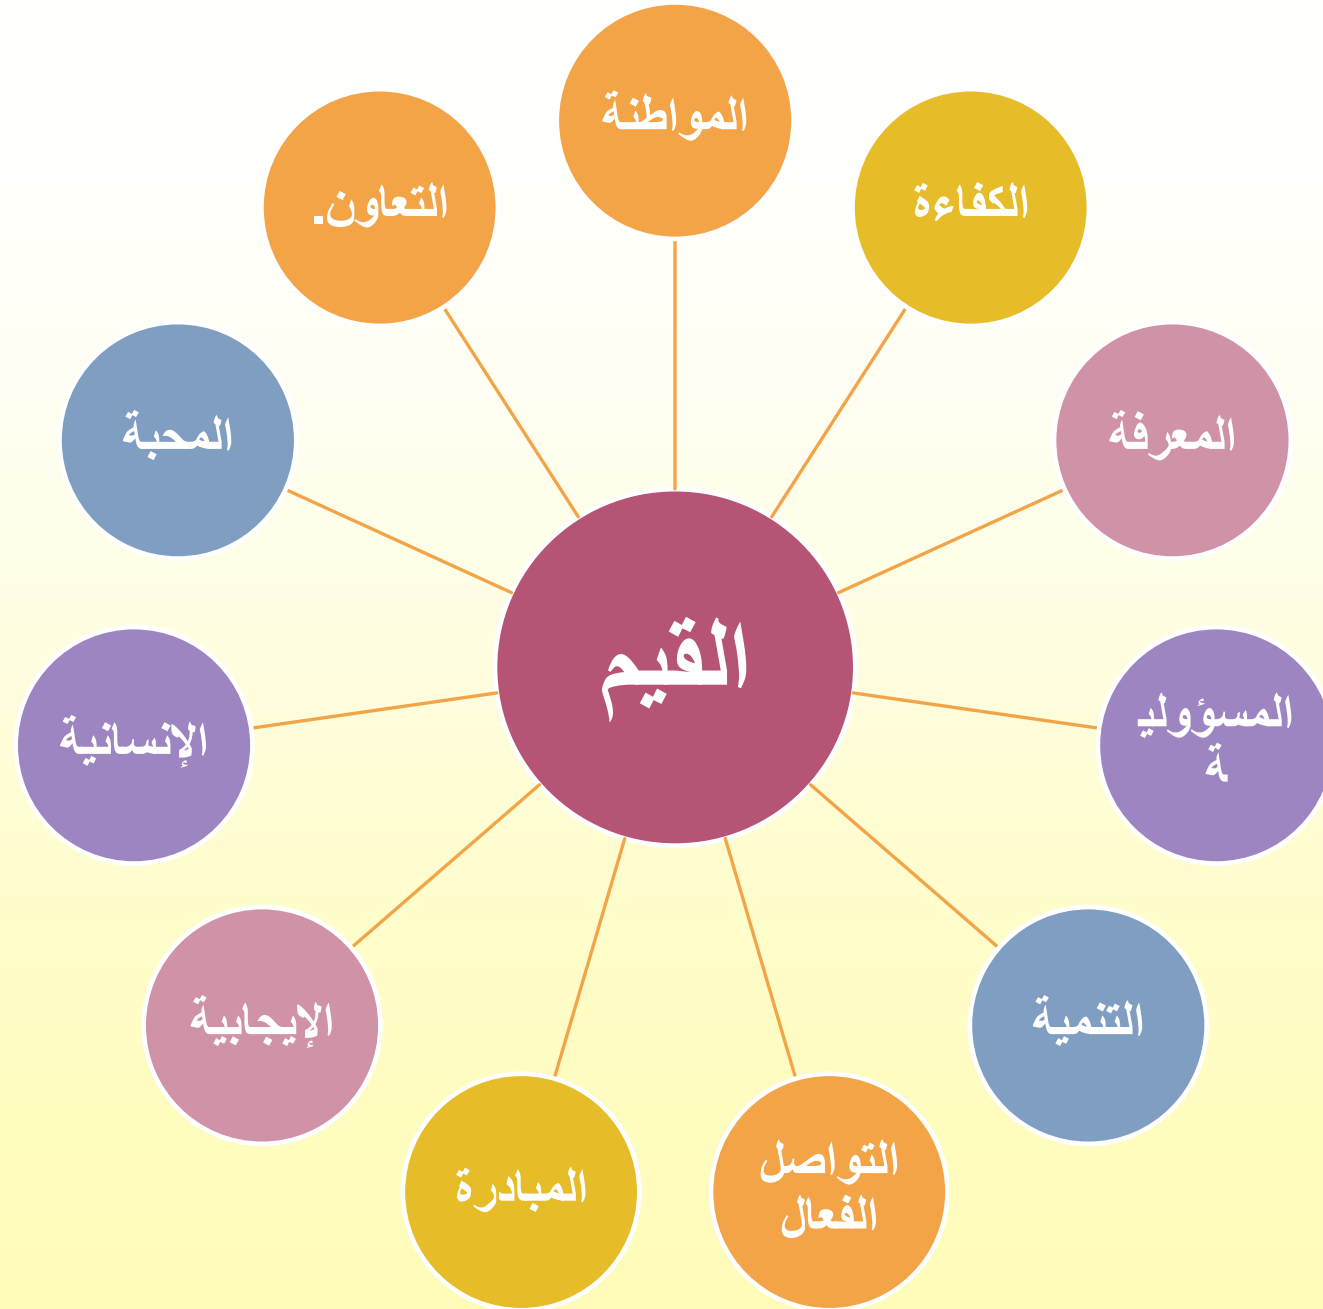 القيم
المواطنة
الكفاءة
المعرفة
المسؤولي
ة
التنمية
التواصل
الفعال
المبادرة
الإيجابية
الإنسانية
المحبة
التعاون.